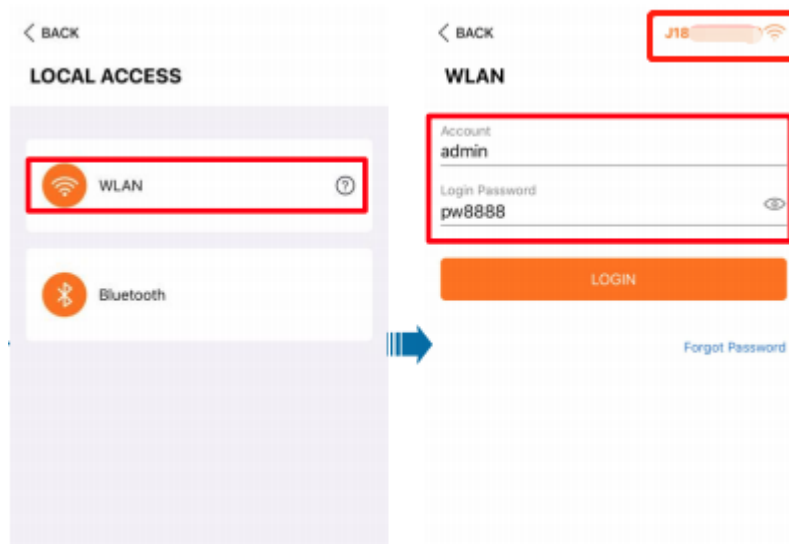 BACK
LOCAL ACCESS
WLAN
Bluetooth
BACK
J18
WLAN
Account
admin
Login Password
pw8888
LOGIN
Forgot Password